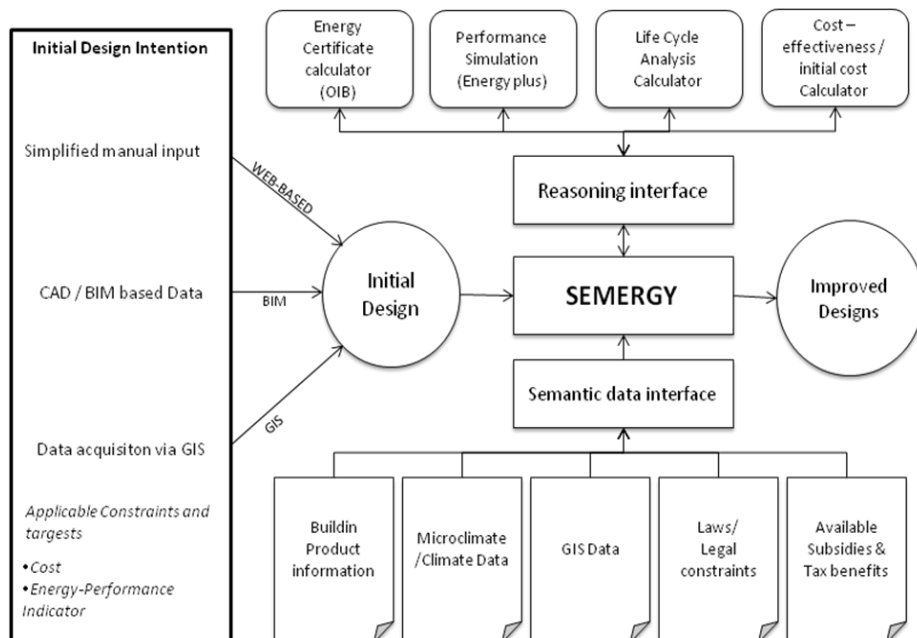 Initial Design Intention
Simplified manual input
CAD / BIM based Data
Data acquisiton via GIS
Applicable Constraints and
targests
•Cost
•Energy-Performance
Indicator
WEB-BASED
BIM
GIS
Initial
Design
Energy
Certificate
calculator
(OIB)
Performance
Simulation
(Energy plus)
Life Cycle
Analysis
Calculator
Cost –
effectiveness /
initial cost
Calculator
Reasoning interface
SEMERGY
Semantic data interface
Improved
Designs
Buildin
Product
information
Microclimate
/Climate Data
GIS Data
Laws/
Legal
constraints
Available
Subsidies &
Tax benefits